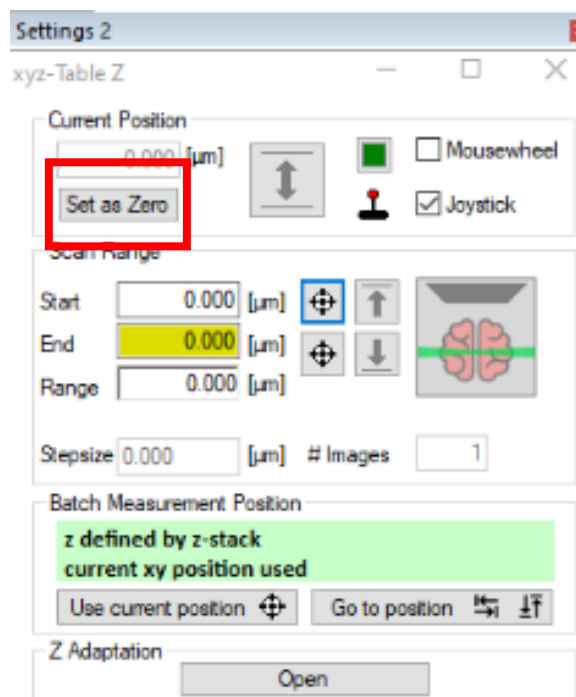 Settings 2
xyz-Table Z
Current Position
0.000 [µm]
Mousewheel
Set as Zero
Joystick
Scan Range
Start 0.000 [µm]
End 0.000 [µm]
Range 0.000 [µm]
Stepsize 0.000 [µm] # Images 1
Batch Measurement Position
z defined by z-stack
current xy position used
Use current position Go to position
Z Adaptation
Open